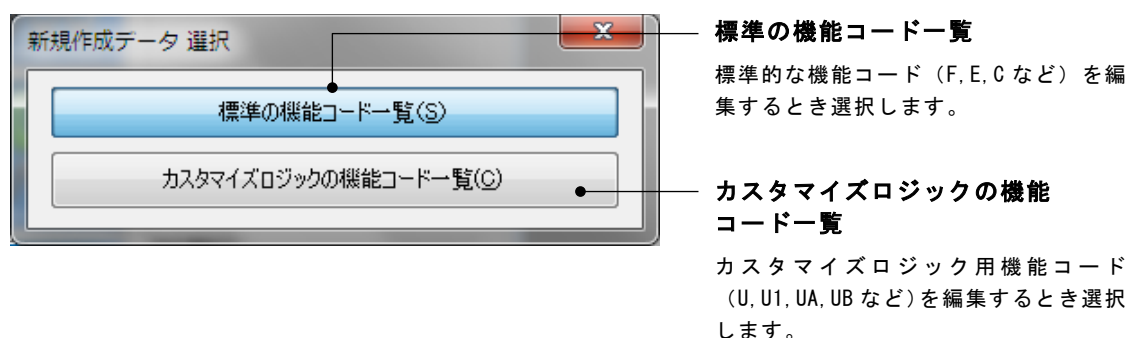 新規作成データ 選択
標準の機能コード一覧(S)
カスタマイズロジックの機能コード一覧(C)
標準の機能コード一覧
標準的な機能コード（F,E,C など）を編
集するとき選択します。
カスタマイズロジックの機能
コード一覧
カスタマイズロジック用機能コード
（U,U1,UA,UB など）を編集するとき選択
します。